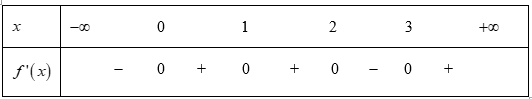 x −∞ 0 1 2 3 +∞
f'(x) − 0 + 0 + 0 − 0 +